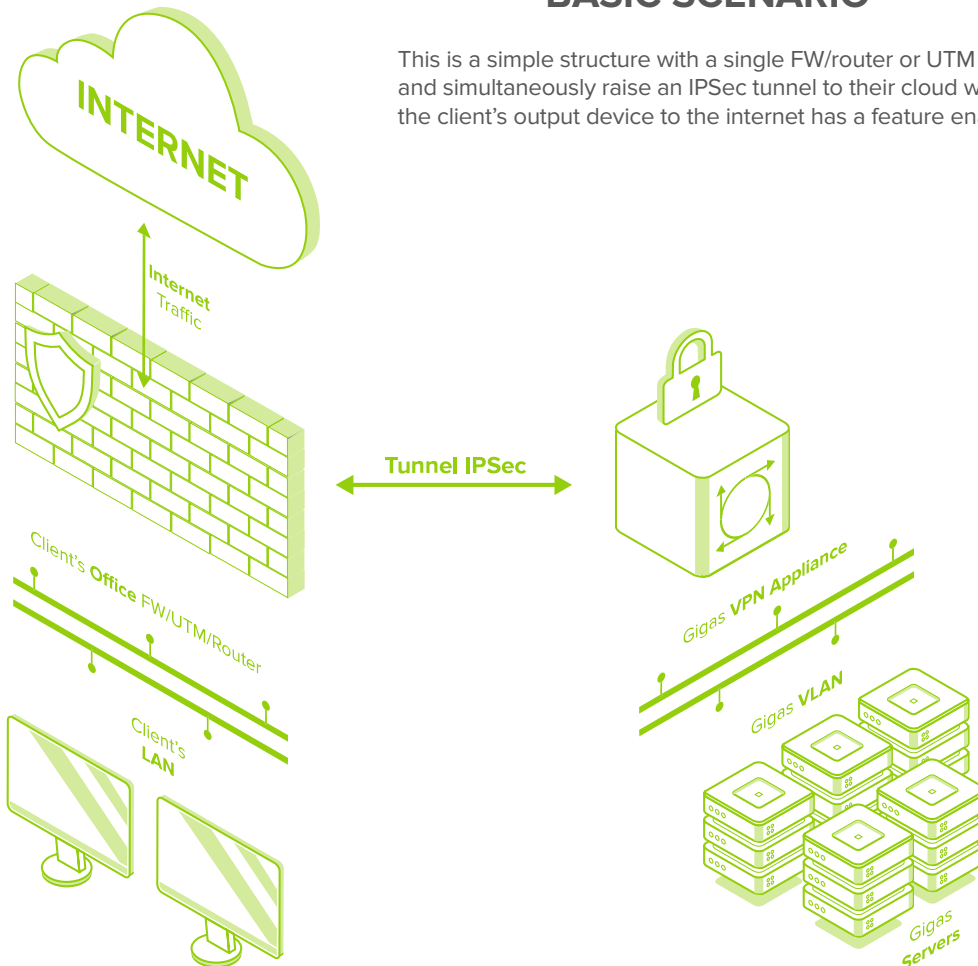 BASIC SCENARIO
This is a simple structure with a single FW/router or UTM
and simultaneously raise an IPSec tunnel to their cloud
the client's output device to the internet has a feature
INTERNET
Internet
Traffic
Tunnel IPSec
Client's Office FW/UTM/Router
Gigas VPN Appliance
Client's
LAN
Gigas VLAN
Gigas
Servers